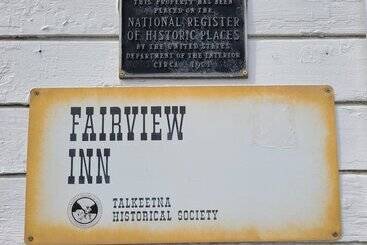 THIS PROPERTY HAS BEEN
PLACED ON THE
NATIONAL REGISTER
OF HISTORIC PLACES
BY THE UNITED STATES
DEPARTMENT OF THE INTERIOR
CIRCA
FAIRVIEW
INN
TALKEETNA
HISTORICAL SOCIETY